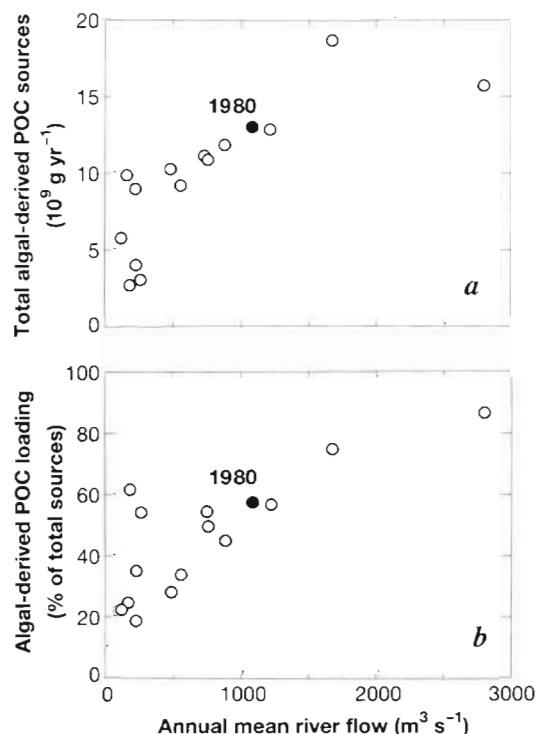 Total algal-derived POC sources
(10⁹ g yr⁻¹)
20
15
10
5
0
1980
a
Algal-derived POC loading
(% of total sources)
100
80
60
40
20
0
1980
b
0
1000
2000
3000
Annual mean river flow (m³ s⁻¹)